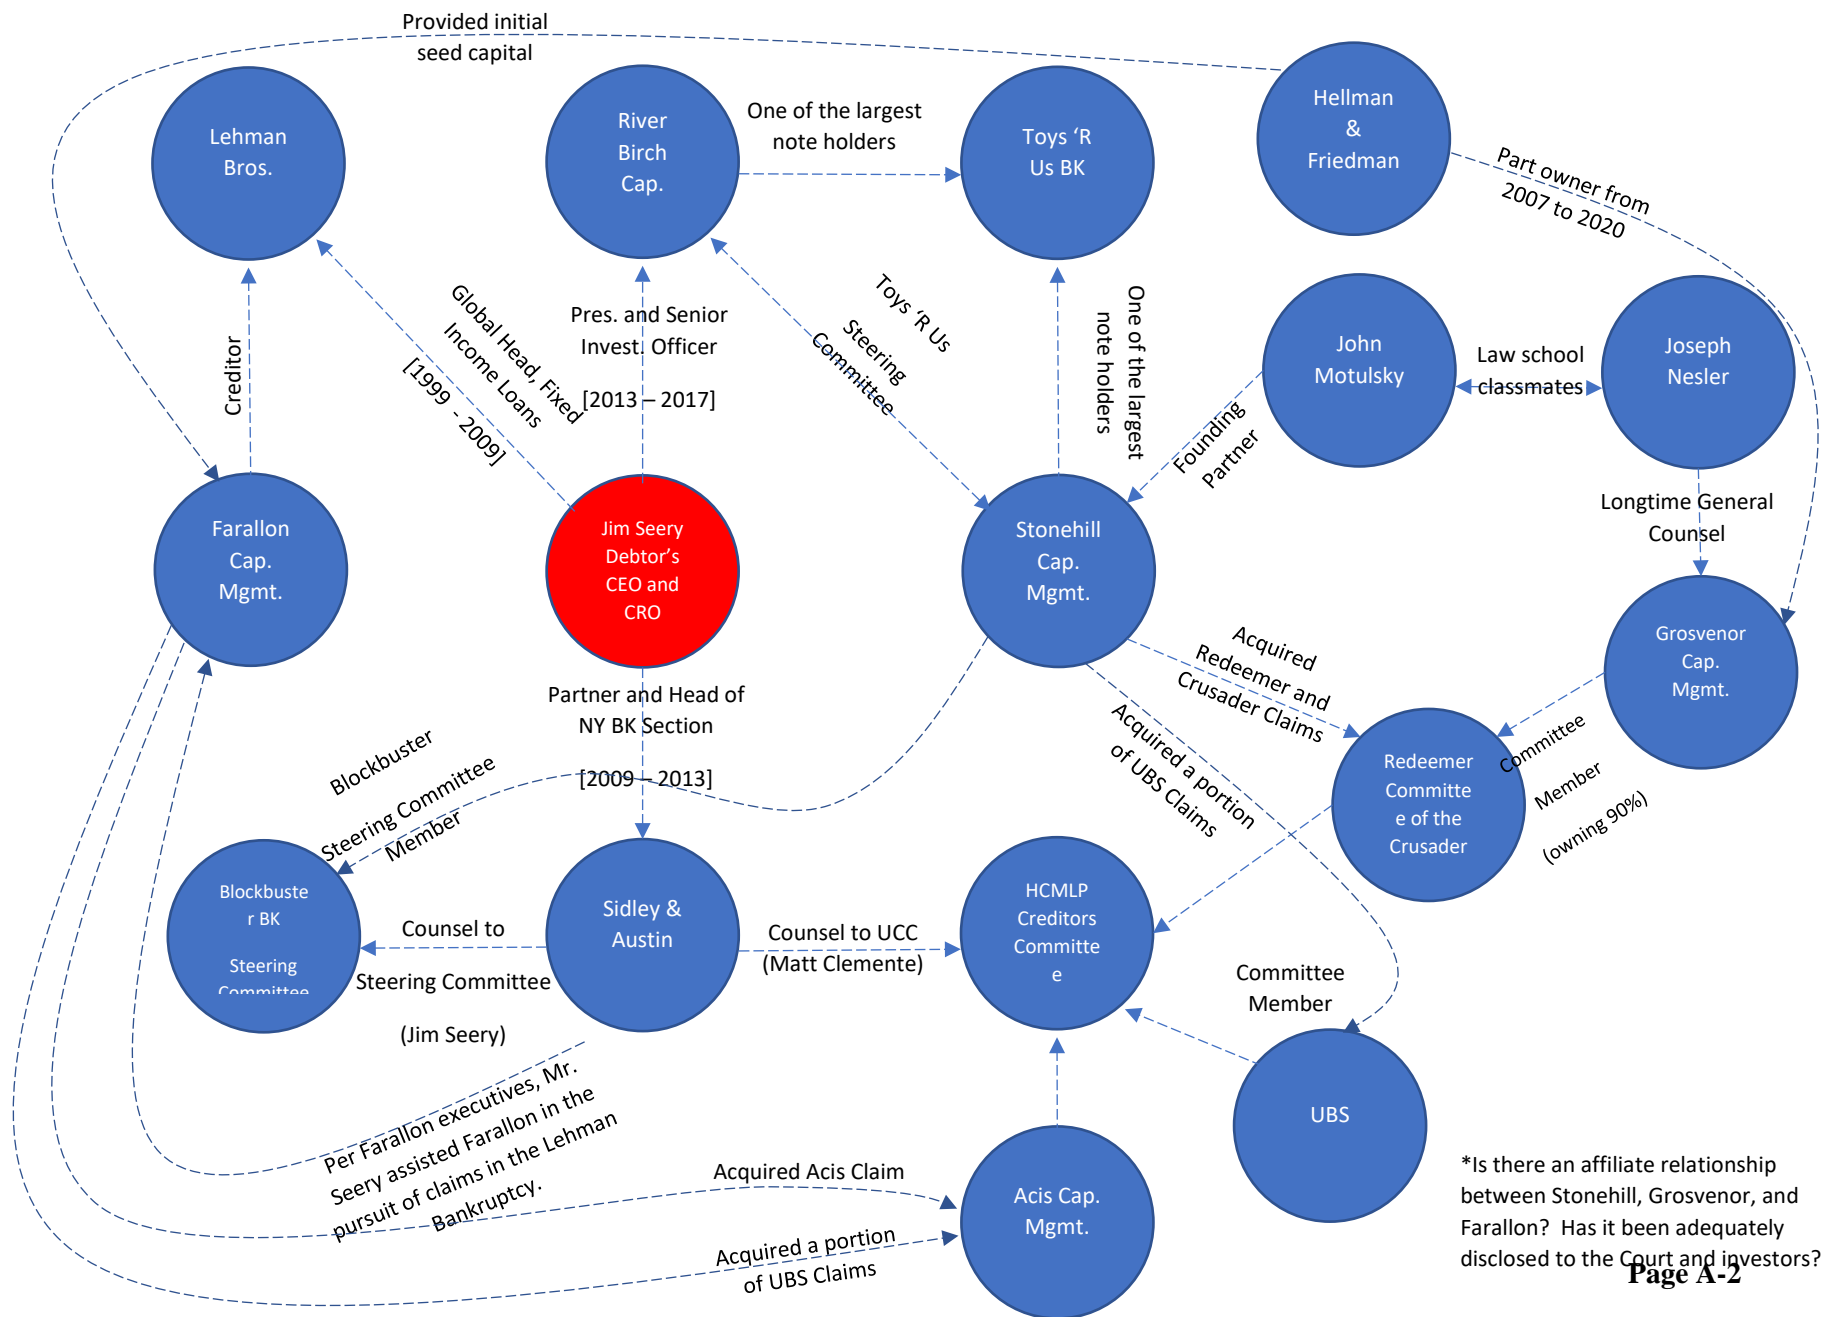 Provided initial
seed capital
Lehman
Bros.
River
Birch
Cap.
One of the largest
note holders
Toys ‘R
Us BK
Hellman
&
Friedman
Part owner from
2007 to 2020
Global Head, Fixed
Income Loans
[1999 - 2009]
Creditor
Pres. and Senior
Invest. Officer
[2013 – 2017]
Toys ‘R Us
Steering
Committee
One of the largest
note holders
John
Motulsky
Law school
classmates
Joseph
Nesler
Founding
Partner
Longtime General
Counsel
Farallon
Cap.
Mgmt.
Jim Seery
Debtor’s
CEO and
CRO
Stonehill
Cap.
Mgmt.
Grosvenor
Cap.
Mgmt.
Acquired
Redeemer and
Crusader Claims
Acquired a portion
of UBS Claims
Partner and Head of
NY BK Section
[2009 – 2013]
Blockbuster
Steering Committee
Member
Redeemer
Committe
e of the
Crusader
Committee
Member
(owning 90%)
Blockbuste
r BK
Steering
Committee
Counsel to
Steering Committee
(Jim Seery)
Sidley &
Austin
Counsel to UCC
(Matt Clemente)
HCMLP
Creditors
Committe
e
Committee
Member
UBS
Per Farallon executives, Mr.
Seery assisted Farallon in the
pursuit of claims in the Lehman
Bankruptcy.
Acquired Acis Claim
Acquired a portion
of UBS Claims
Acis Cap.
Mgmt.
*Is there an affiliate relationship
between Stonehill, Grosvenor, and
Farallon?  Has it been adequately
disclosed to the Court and investors?
Page A-2